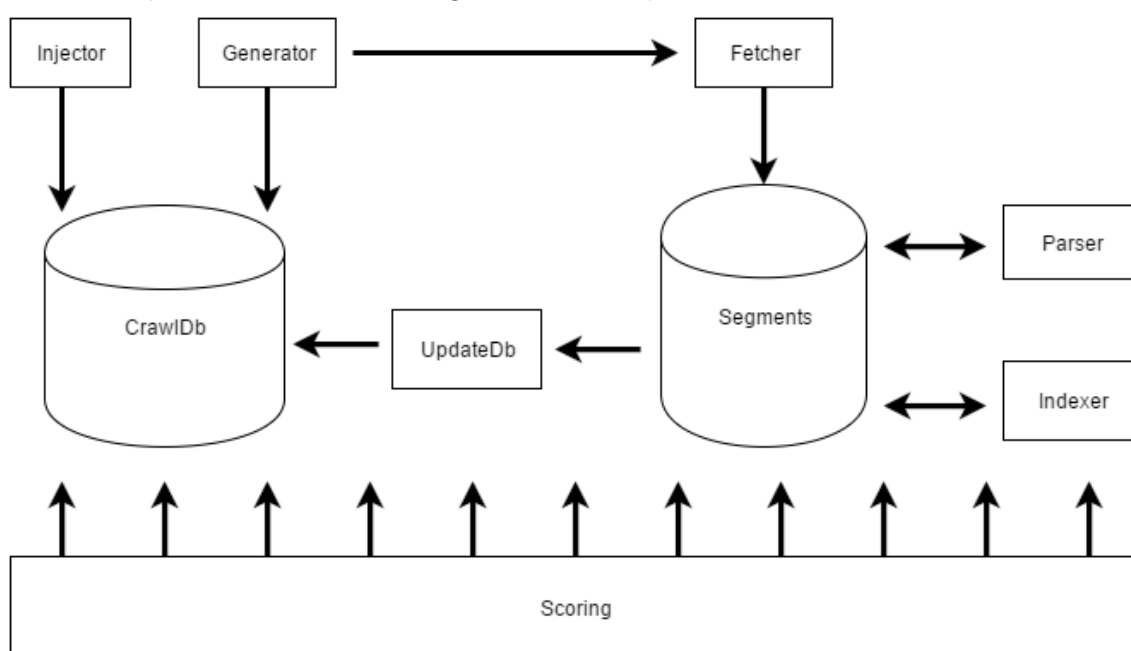 Injector
Generator
Fetcher
Parser
CrawlDb
Segments
UpdateDb
Indexer
Scoring